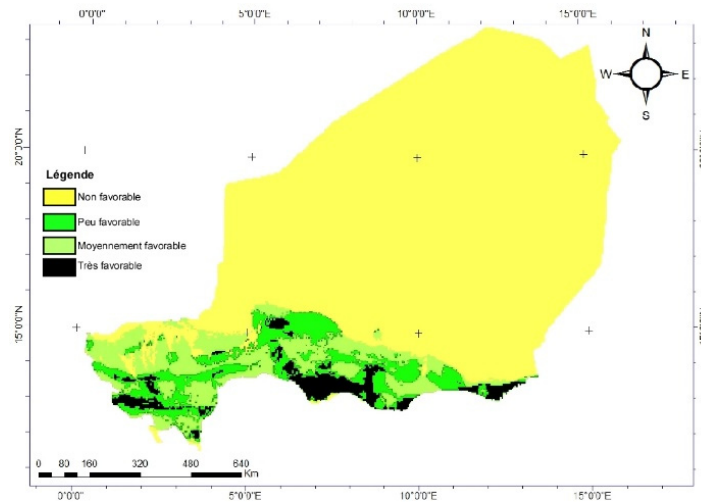 0°0'0"E 5°0'0"E 10°0'0"E 15°0'0"E
N
W E
S
20°0'0"N
Légende
Non favorable
Peu favorable
Moyennement favorable
Très favorable
15°0'0"N
0 80 160 320 480 640
Km
0°0'0"E 5°0'0"E 10°0'0"E 15°0'0"E